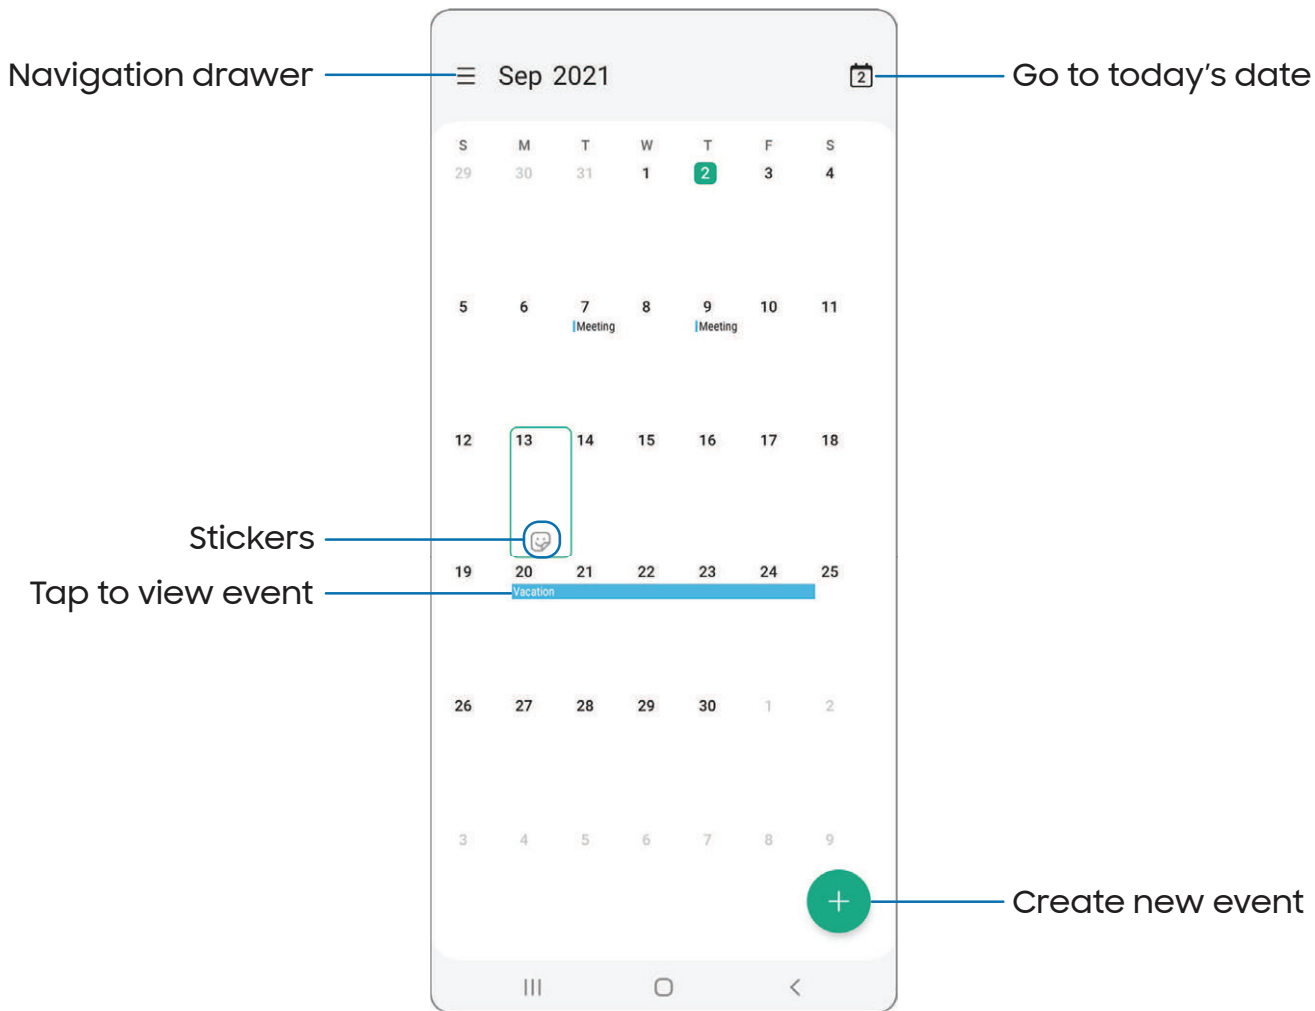 Navigation drawer
Sep 2021
2
Go to today's date
S M T W T F S
29 30 31 1 2 3 4
5 6 7 8 9 10 11
Meeting Meeting
12 13 14 15 16 17 18
Stickers
19 20 21 22 23 24 25
Tap to view event
Vacation
26 27 28 29 30 1 2
3 4 5 6 7 8 9
Create new event